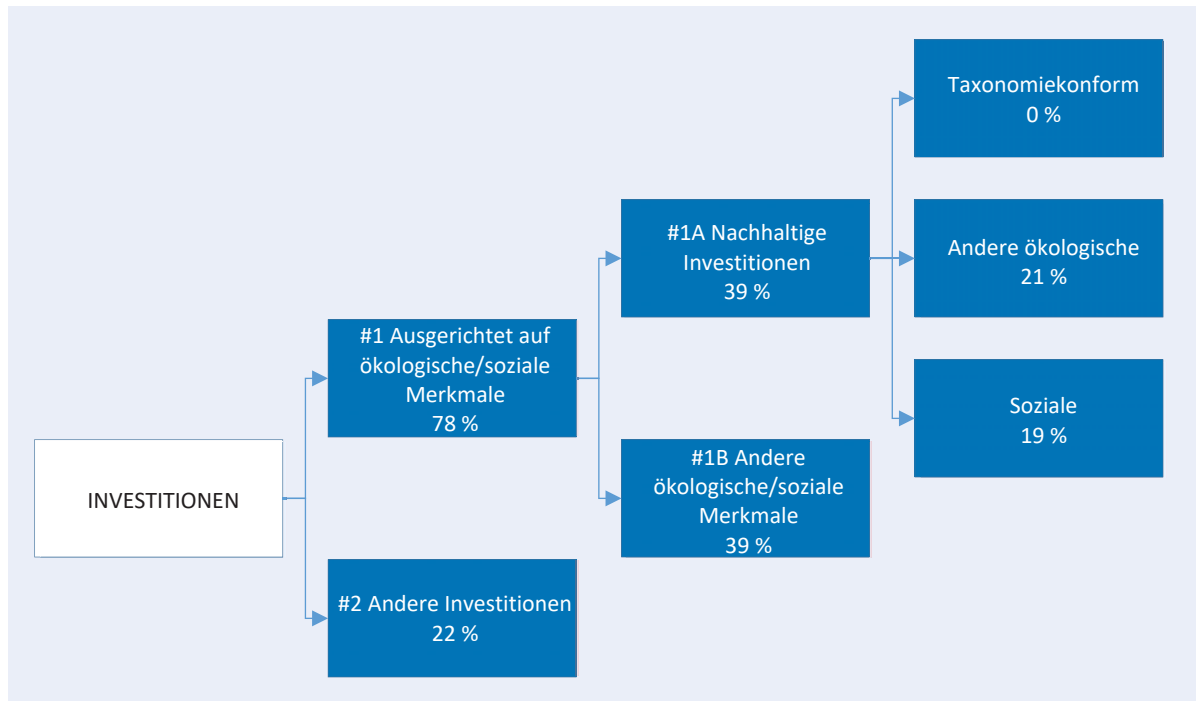 INVESTITIONEN
#1 Ausgerichtet auf
ökologische/soziale
Merkmale
78 %
#2 Andere Investitionen
22 %
#1A Nachhaltige
Investitionen
39 %
#1B Andere
ökologische/soziale
Merkmale
39 %
Taxonomiekonform
0 %
Andere ökologische
21 %
Soziale
19 %